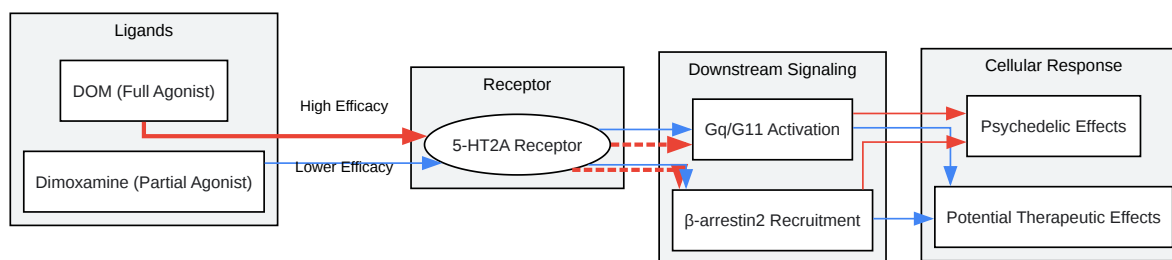 Ligands
DOM (Full Agonist)
Dimoxamine (Partial Agonist)
High Efficacy
Lower Efficacy
Receptor
5-HT2A Receptor
Downstream Signaling
Gq/G11 Activation
β-arrestin2 Recruitment
Cellular Response
Psychedelic Effects
Potential Therapeutic Effects